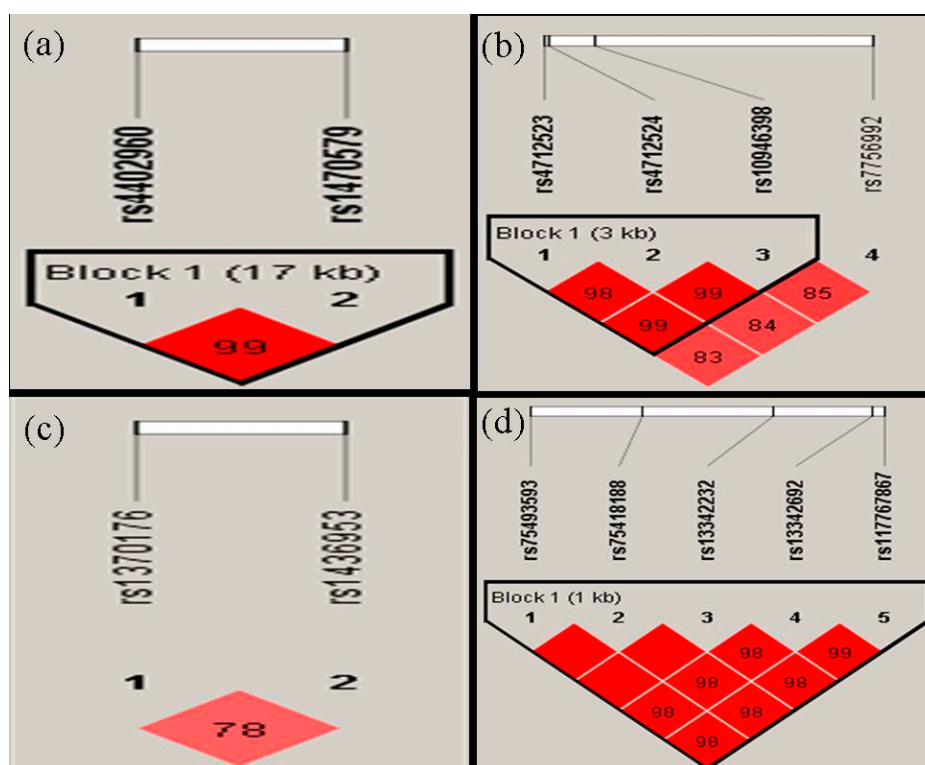 (a)
rs4402960
rs1470579
Block 1 (17 kb)
1 2
99
(b)
rs4712523
rs4712524
rs10946398
rs7756992
Block 1 (3 kb)
1 2 3 4
98 99 85
99 84
83
(c)
rs1370176
rs1436953
1 2
78
(d)
rs75493593
rs75418188
rs13342232
rs13342692
rs117767867
Block 1 (1 kb)
1 2 3 4 5
98 99
98 98
98 98
98